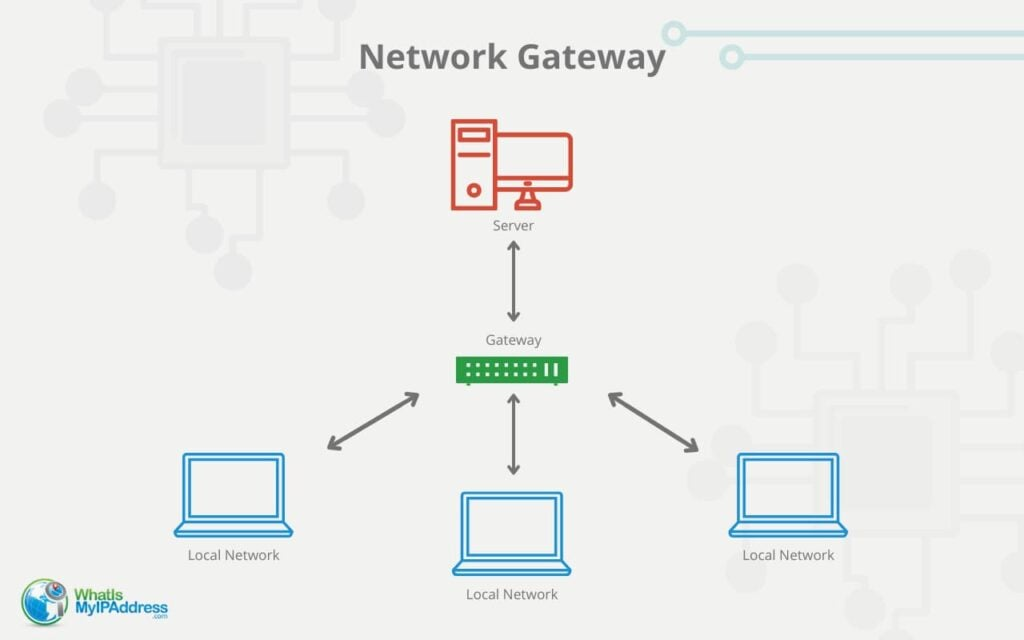 Network Gateway
Server
Gateway
Local Network
Local Network
Local Network
WhatIs
MyIPAddress
.com